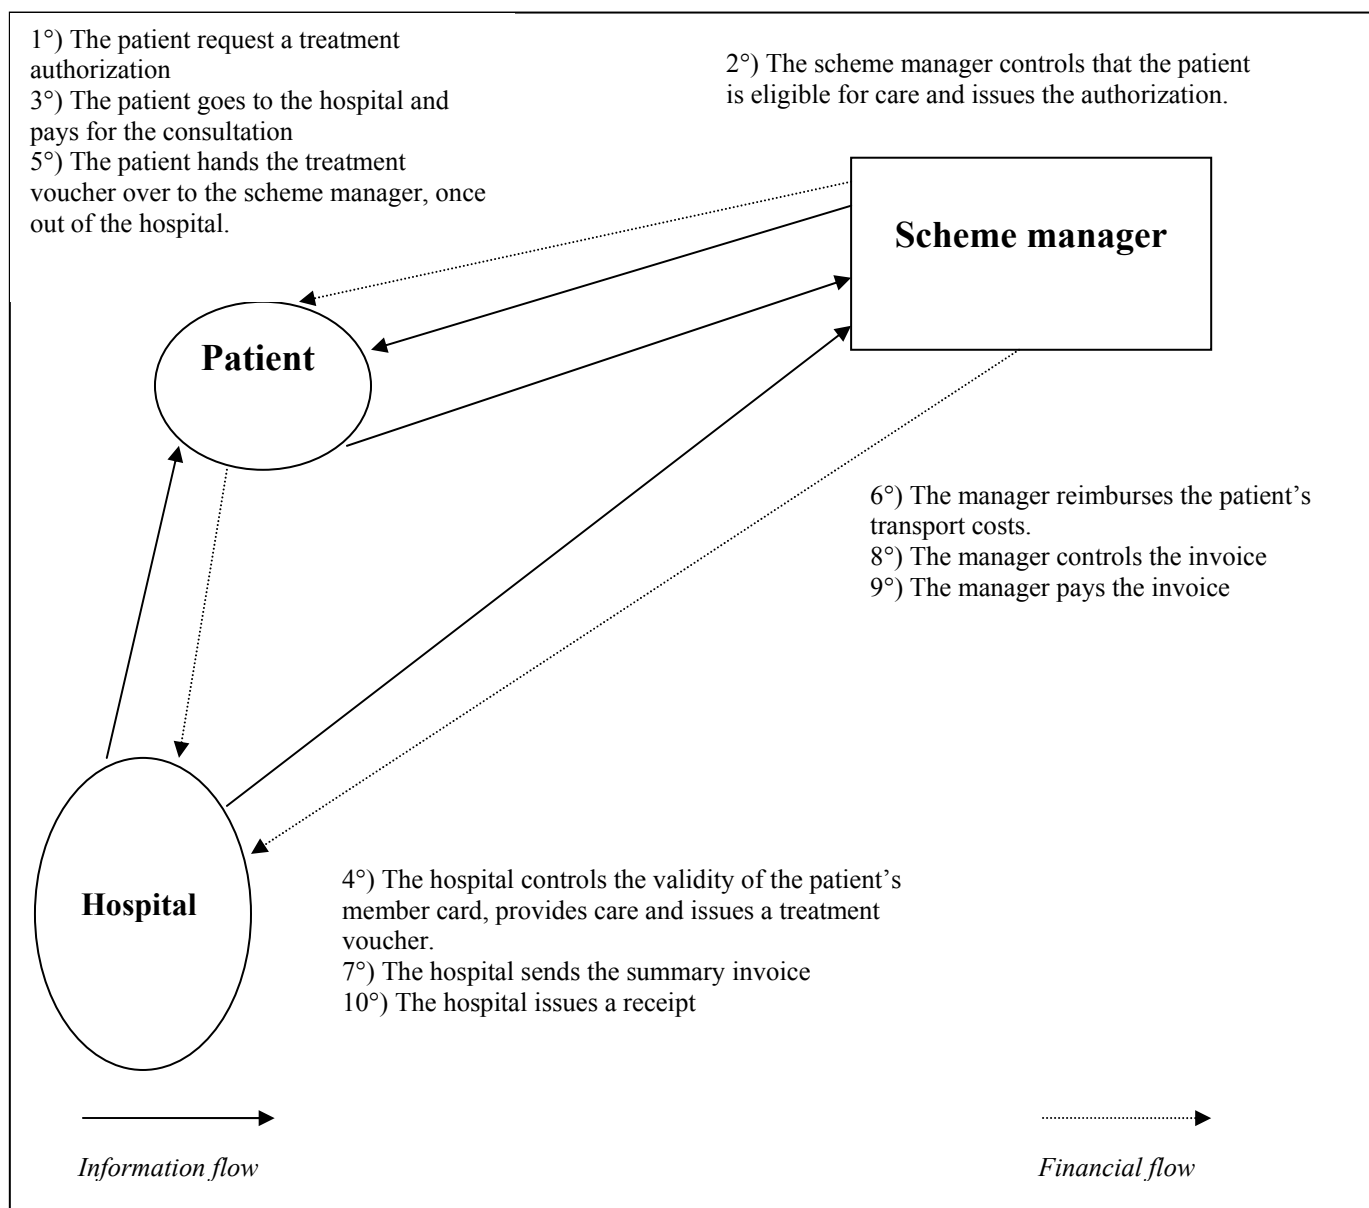 1°) The patient request a treatment
authorization
3°) The patient goes to the hospital and
pays for the consultation
5°) The patient hands the treatment
voucher over to the scheme manager, once
out of the hospital.
2°) The scheme manager controls that the patient
is eligible for care and issues the authorization.
Scheme manager
Patient
6°) The manager reimburses the patient’s
transport costs.
8°) The manager controls the invoice
9°) The manager pays the invoice
Hospital
4°) The hospital controls the validity of the patient’s
member card, provides care and issues a treatment
voucher.
7°) The hospital sends the summary invoice
10°) The hospital issues a receipt
Information flow
Financial flow